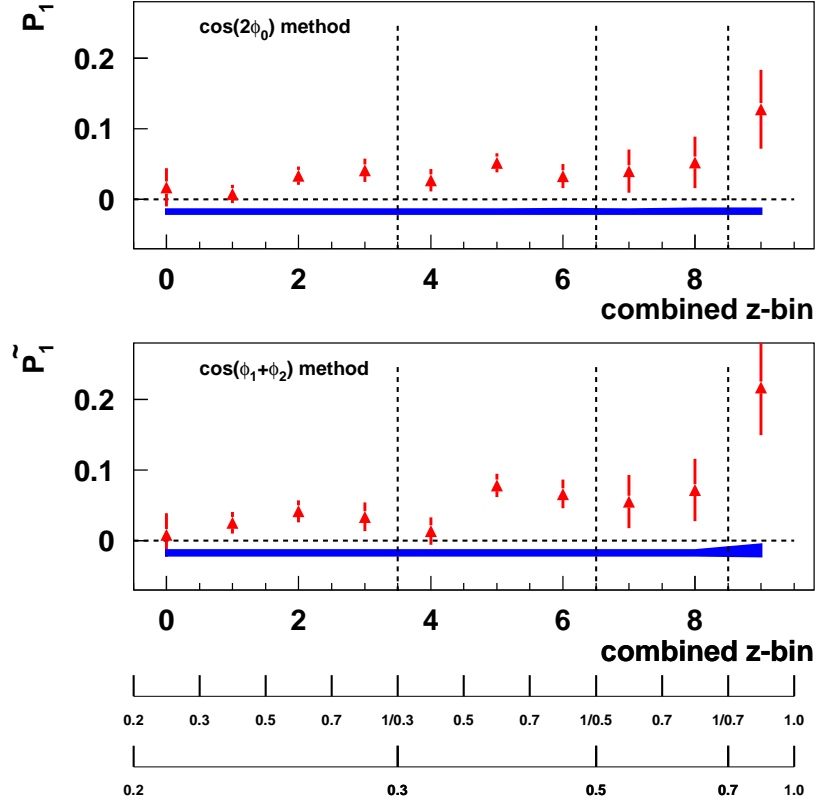 P₁
cos(2ϕ₀) method
0.2
0.1
0
0 2 4 6 8
combined z-bin
P̃₁
cos(ϕ₁+ϕ₂) method
0.2
0.1
0
0 2 4 6 8
combined z-bin
0.2 0.3 0.5 0.7 1/0.3 0.5 0.7 1/0.5 0.7 1/0.7 1.0
0.2 0.3 0.5 0.7 1.0